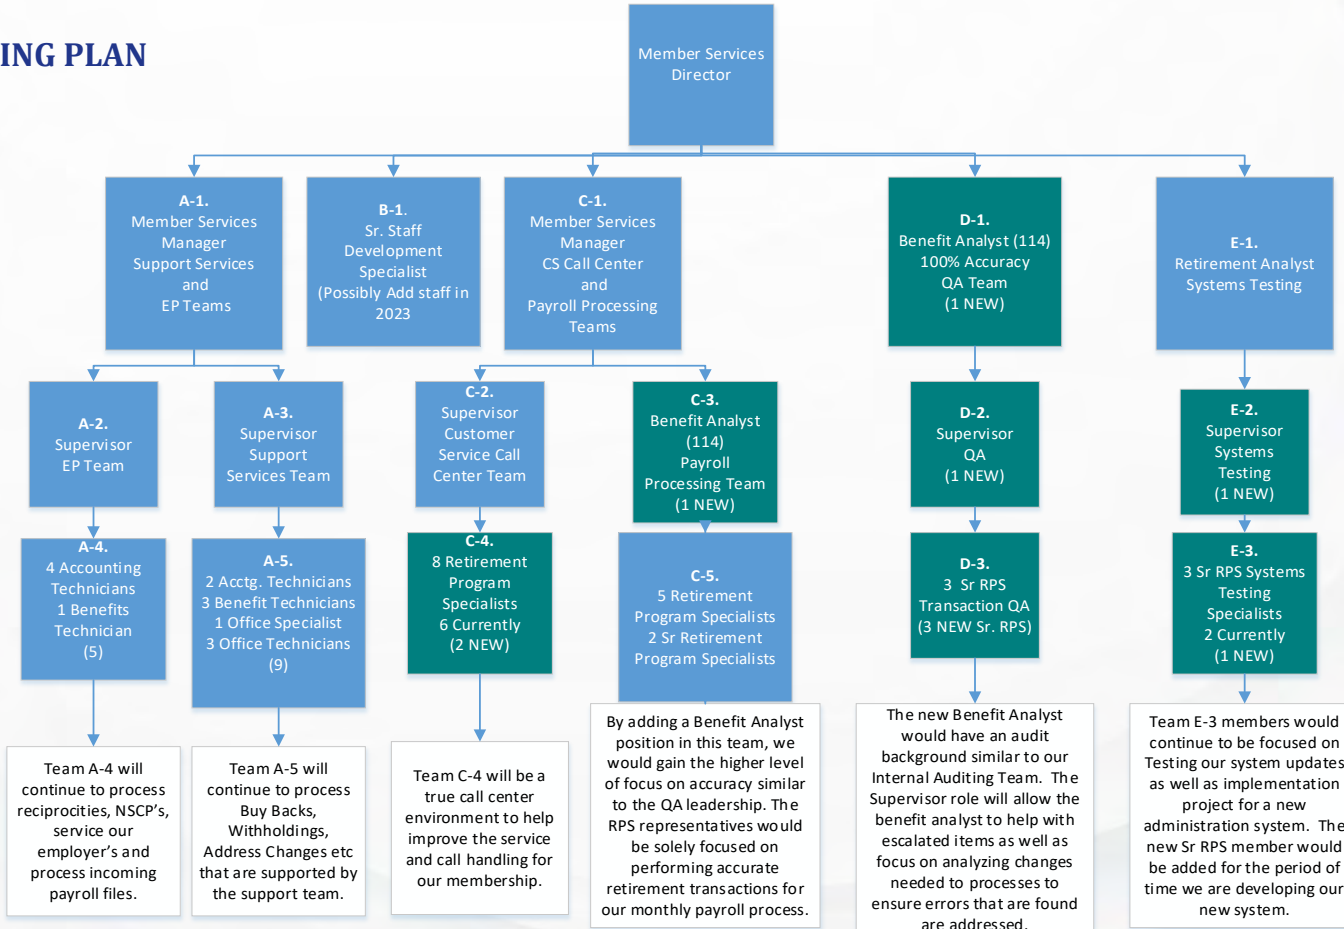 ING PLAN
Member Services
Director
A-1.
Member Services
Manager
Support Services
and
EP Teams
B-1.
Sr. Staff
Development
Specialist
(Possibly Add staff in
2023
C-1.
Member Services
Manager
CS Call Center
and
Payroll Processing
Teams
D-1.
Benefit Analyst (114)
100% Accuracy
QA Team
(1 NEW)
E-1.
Retirement Analyst
Systems Testing
A-2.
Supervisor
EP Team
A-3.
Supervisor
Support
Services Team
C-2.
Supervisor
Customer
Service Call
Center Team
C-3.
Benefit Analyst
(114)
Payroll
Processing Team
(1 NEW)
D-2.
Supervisor
QA
(1 NEW)
E-2.
Supervisor
Systems
Testing
(1 NEW)
A-4.
4 Accounting
Technicians
1 Benefits
Technician
(5)
A-5.
2 Acctg. Technicians
3 Benefit Technicians
1 Office Specialist
3 Office Technicians
(9)
C-4.
8 Retirement
Program
Specialists
6 Currently
(2 NEW)
C-5.
5 Retirement
Program Specialists
2 Sr Retirement
Program Specialists
D-3.
3 Sr RPS
Transaction QA
(3 NEW Sr. RPS)
E-3.
3 Sr RPS Systems
Testing
Specialists
2 Currently
(1 NEW)
Team A-4 will
continue to process
reciprocities, NSCP's,
service our
employer's and
process incoming
payroll files.
Team A-5 will
continue to process
Buy Backs,
Withholdings,
Address Changes etc
that are supported by
the support team.
Team C-4 will be a
true call center
environment to help
improve the service
and call handling for
our membership.
By adding a Benefit Analyst
position in this team, we
would gain the higher level
of focus on accuracy similar
to the QA leadership. The
RPS representatives would
be solely focused on
performing accurate
retirement transactions for
our monthly payroll process.
The new Benefit Analyst
would have an audit
background similar to our
Internal Auditing Team. The
Supervisor role will allow the
benefit analyst to help with
escalated items as well as
focus on analyzing changes
needed to processes to
ensure errors that are found
are addressed.
Team E-3 members would
continue to be focused on
Testing our system updates
as well as implementation
project for a new
administration system. The
new Sr RPS member would
be added for the period of
time we are developing our
new system.